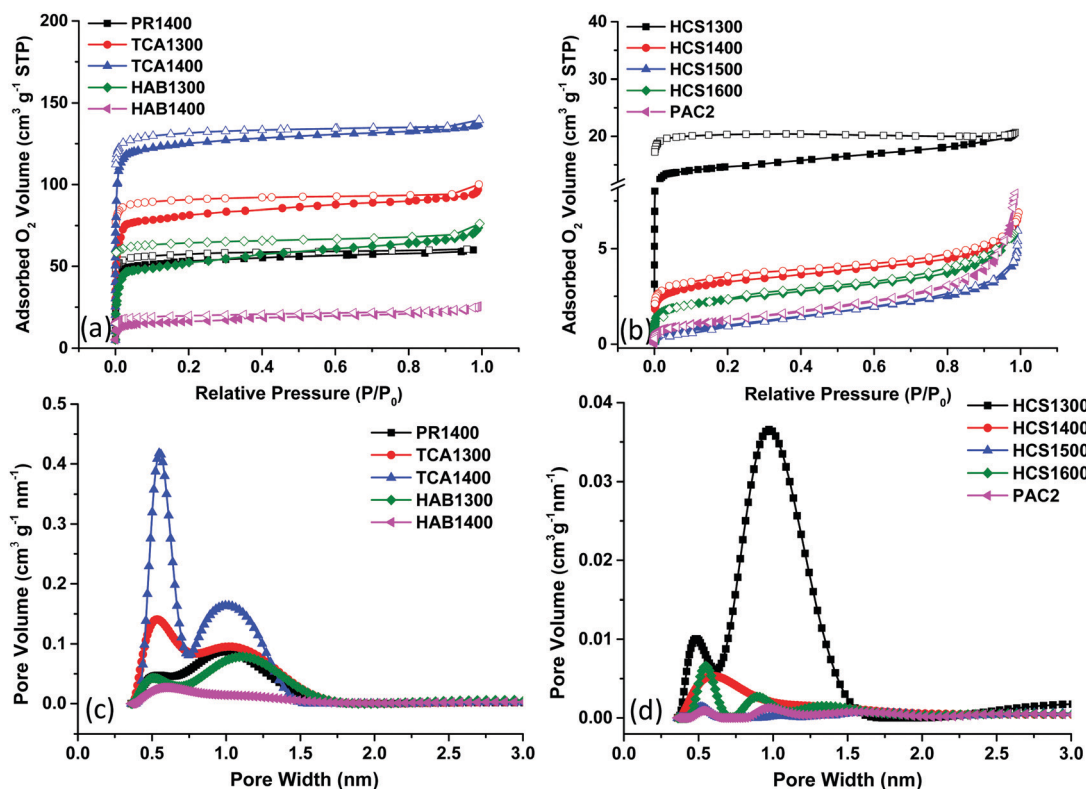 PR1400
TCA1300
TCA1400
HAB1300
HAB1400
Adsorbed O₂ Volume (cm³ g⁻¹ STP)
200
150
100
50
0
(a)
0.0 0.2 0.4 0.6 0.8 1.0
Relative Pressure (P/P₀)
HCS1300
HCS1400
HCS1500
HCS1600
PAC2
Adsorbed O₂ Volume (cm³ g⁻¹ STP)
40
30
20
5
0
(b)
0.0 0.2 0.4 0.6 0.8 1.0
Relative Pressure (P/P₀)
PR1400
TCA1300
TCA1400
HAB1300
HAB1400
Pore Volume (cm³ g⁻¹ nm⁻¹)
0.5
0.4
0.3
0.2
0.1
0.0
(c)
0.0 0.5 1.0 1.5 2.0 2.5 3.0
Pore Width (nm)
HCS1300
HCS1400
HCS1500
HCS1600
PAC2
Pore Volume (cm³g⁻¹nm⁻¹)
0.04
0.03
0.02
0.01
0.00
(d)
0.0 0.5 1.0 1.5 2.0 2.5 3.0
Pore Width (nm)